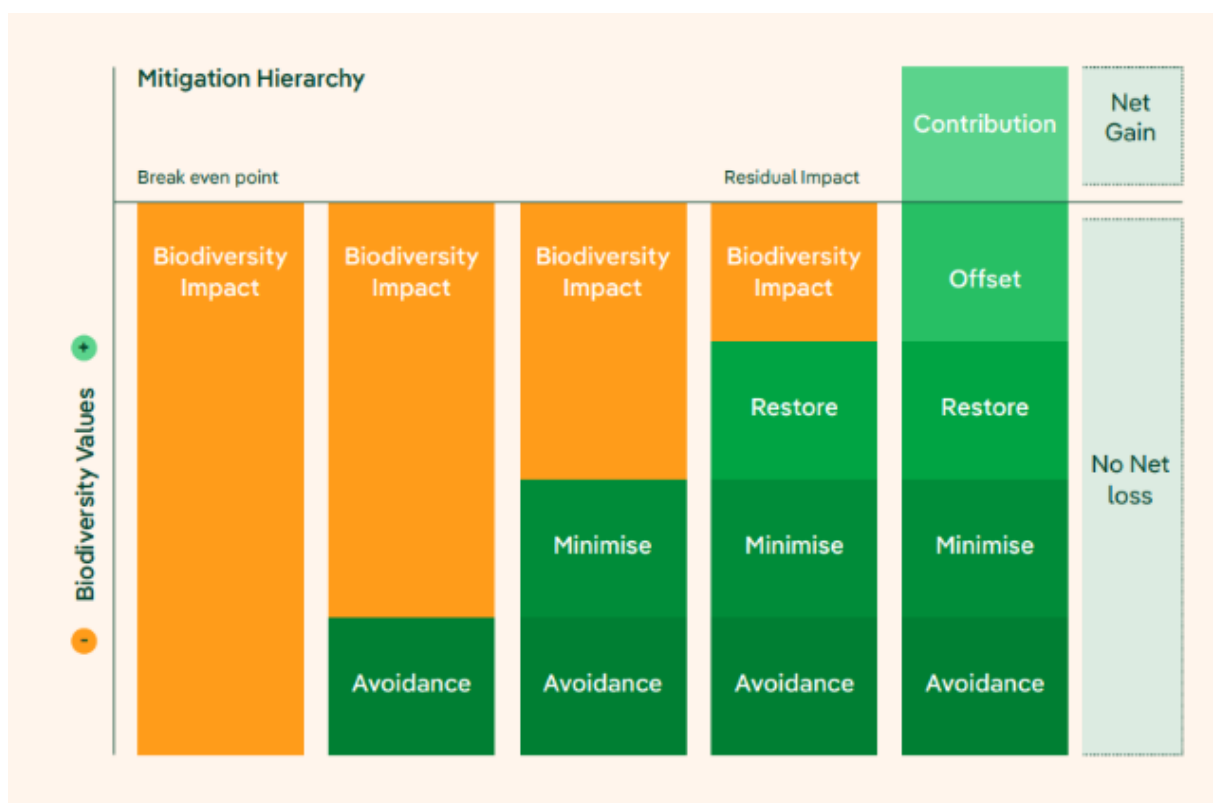 Mitigation Hierarchy
Break even point
Residual Impact
Contribution
Net
Gain
Biodiversity
Impact
Biodiversity
Impact
Biodiversity
Impact
Biodiversity
Impact
Offset
Restore
Restore
No Net
loss
Minimise
Minimise
Minimise
Avoidance
Avoidance
Avoidance
Avoidance
+
Biodiversity Values
-